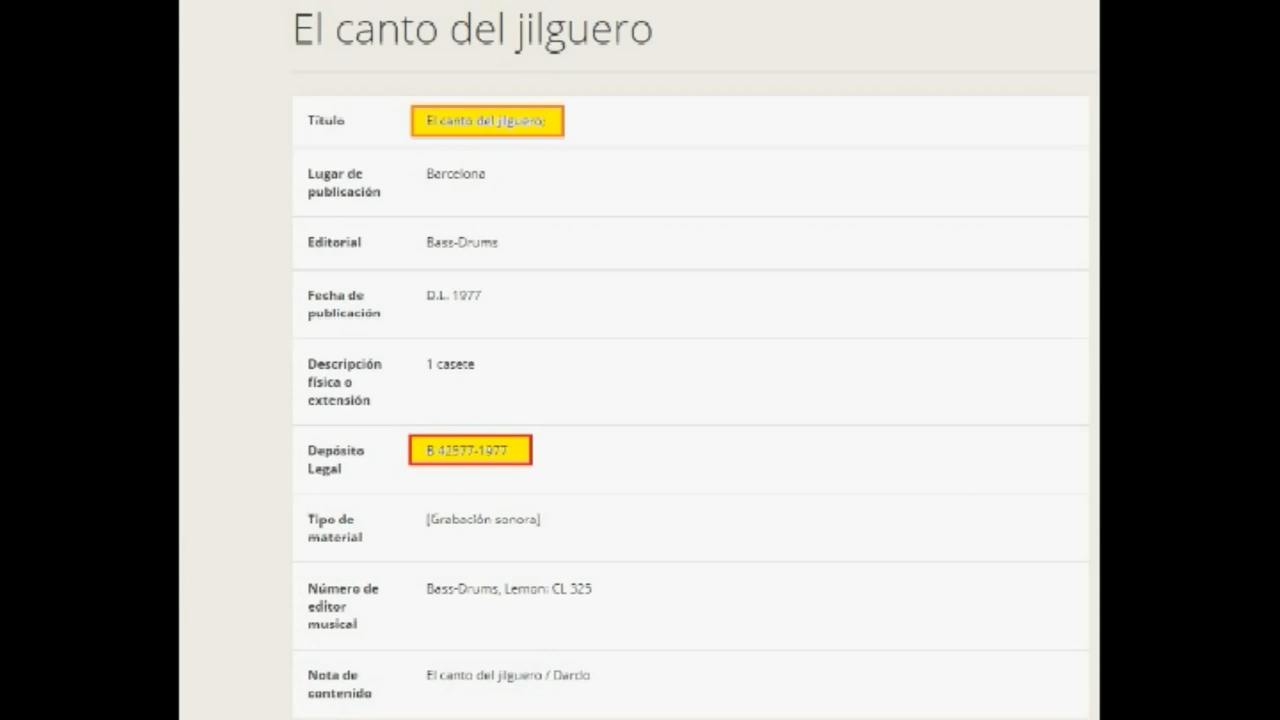 El canto del jilguero
Título
El canto del jilguero;
Lugar de
publicación
Barcelona
Editorial
Bass-Drums
Fecha de
publicación
D.L. 1977
Descripción
física o
extensión
1 casete
Depósito
Legal
B 42577-1977
Tipo de
material
[Grabación sonora]
Número de
editor
musical
Bass-Drums, Lemon: CL 325
Nota de
contenido
El canto del jilguero / Dardo